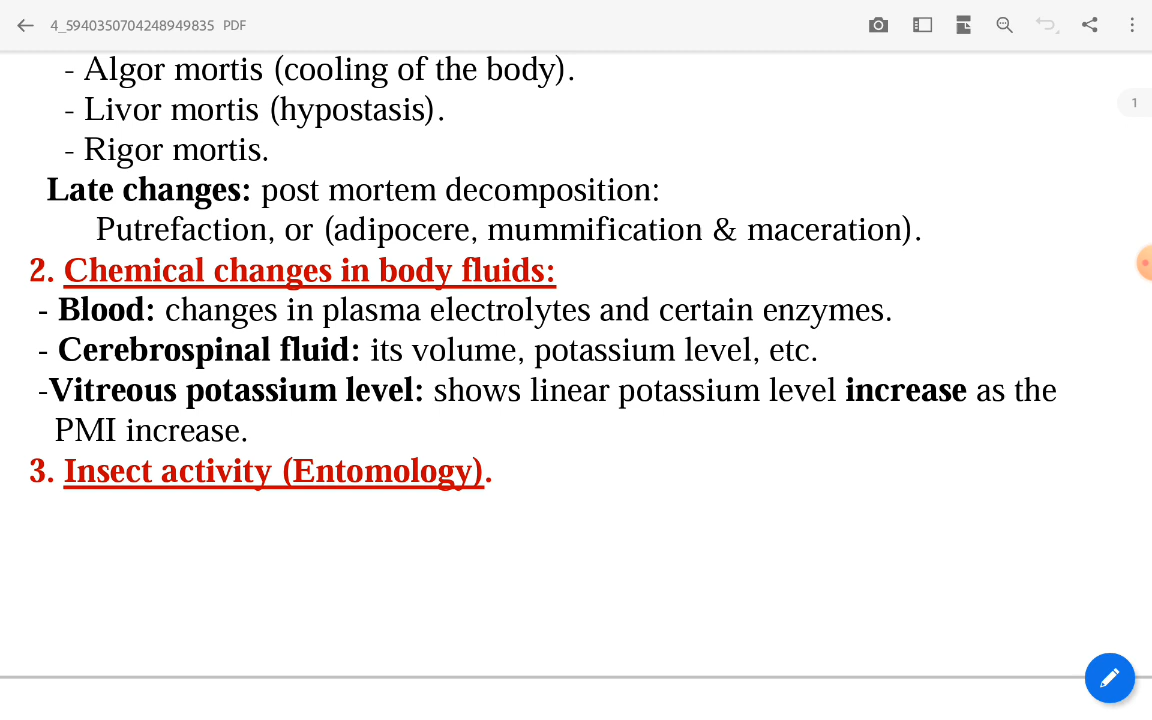 4_5940350704248949835 PDF
- Algor mortis (cooling of the body).
1
- Livor mortis (hypostasis).
- Rigor mortis.
Late changes: post mortem decomposition:
Putrefaction, or (adipocere, mummification & maceration).
2. Chemical changes in body fluids:
- Blood: changes in plasma electrolytes and certain enzymes.
- Cerebrospinal fluid: its volume, potassium level, etc.
-Vitreous potassium level: shows linear potassium level increase as the
PMI increase.
3. Insect activity (Entomology).